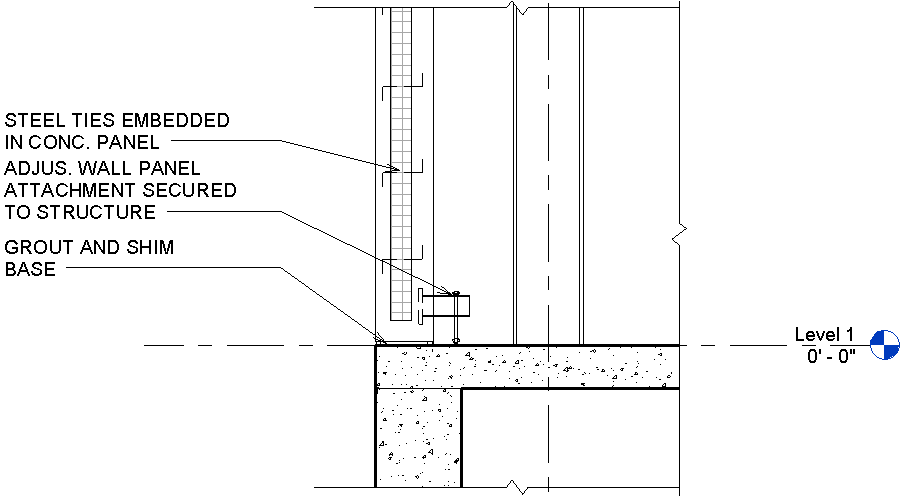 STEEL TIES EMBEDDED
IN CONC. PANEL
ADJUS. WALL PANEL
ATTACHMENT SECURED
TO STRUCTURE
GROUT AND SHIM
BASE
Level 1
0' - 0"